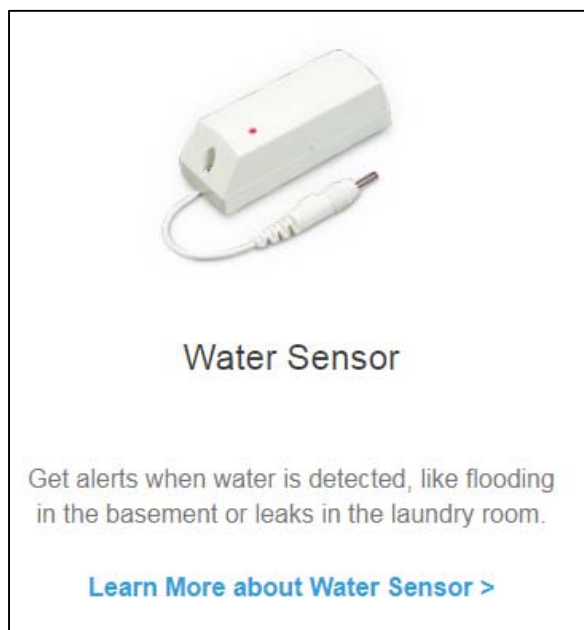 Water Sensor
Get alerts when water is detected, like flooding
in the basement or leaks in the laundry room.
Learn More about Water Sensor >